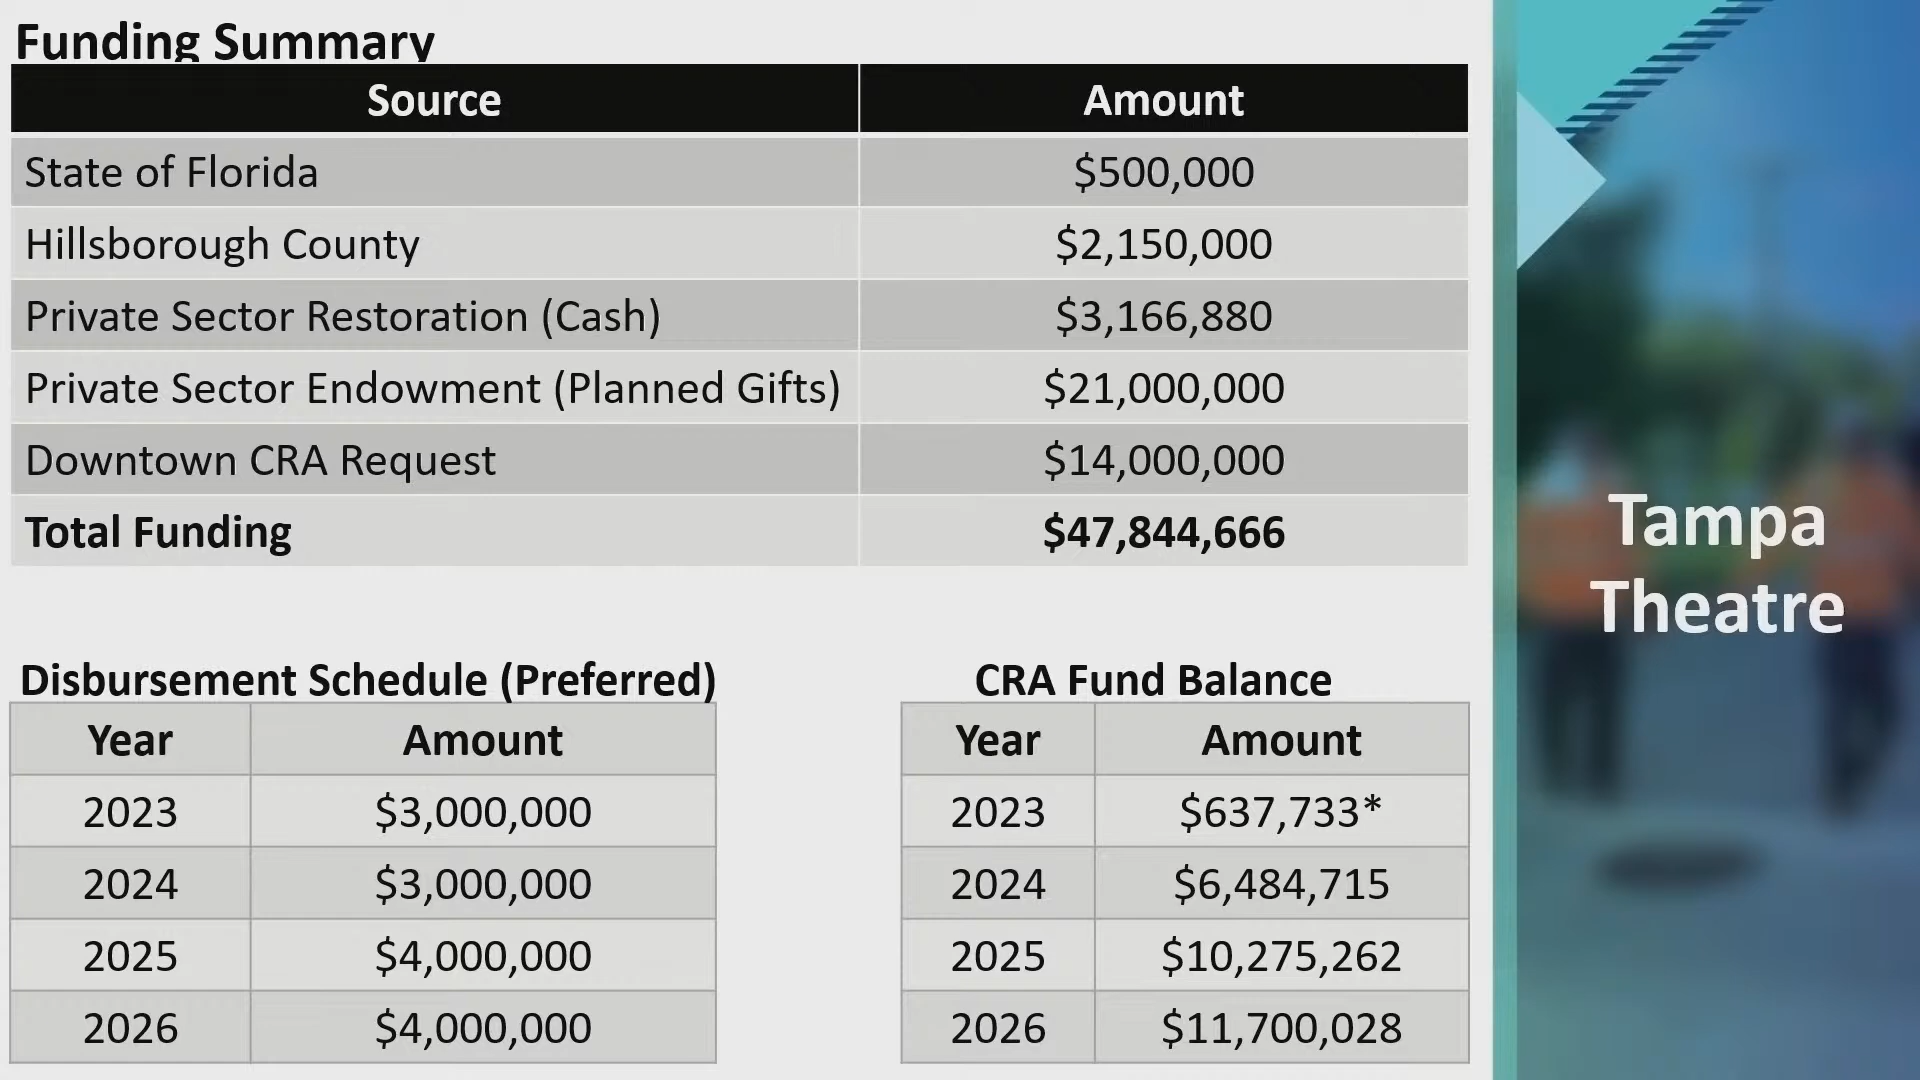 Funding Summary
Source Amount
State of Florida $500,000
Hillsborough County $2,150,000
Private Sector Restoration (Cash) $3,166,880
Private Sector Endowment (Planned Gifts) $21,000,000
Downtown CRA Request $14,000,000
Total Funding $47,844,666
Tampa
Theatre
Disbursement Schedule (Preferred)
Year Amount
2023 $3,000,000
2024 $3,000,000
2025 $4,000,000
2026 $4,000,000
CRA Fund Balance
Year Amount
2023 $637,733*
2024 $6,484,715
2025 $10,275,262
2026 $11,700,028